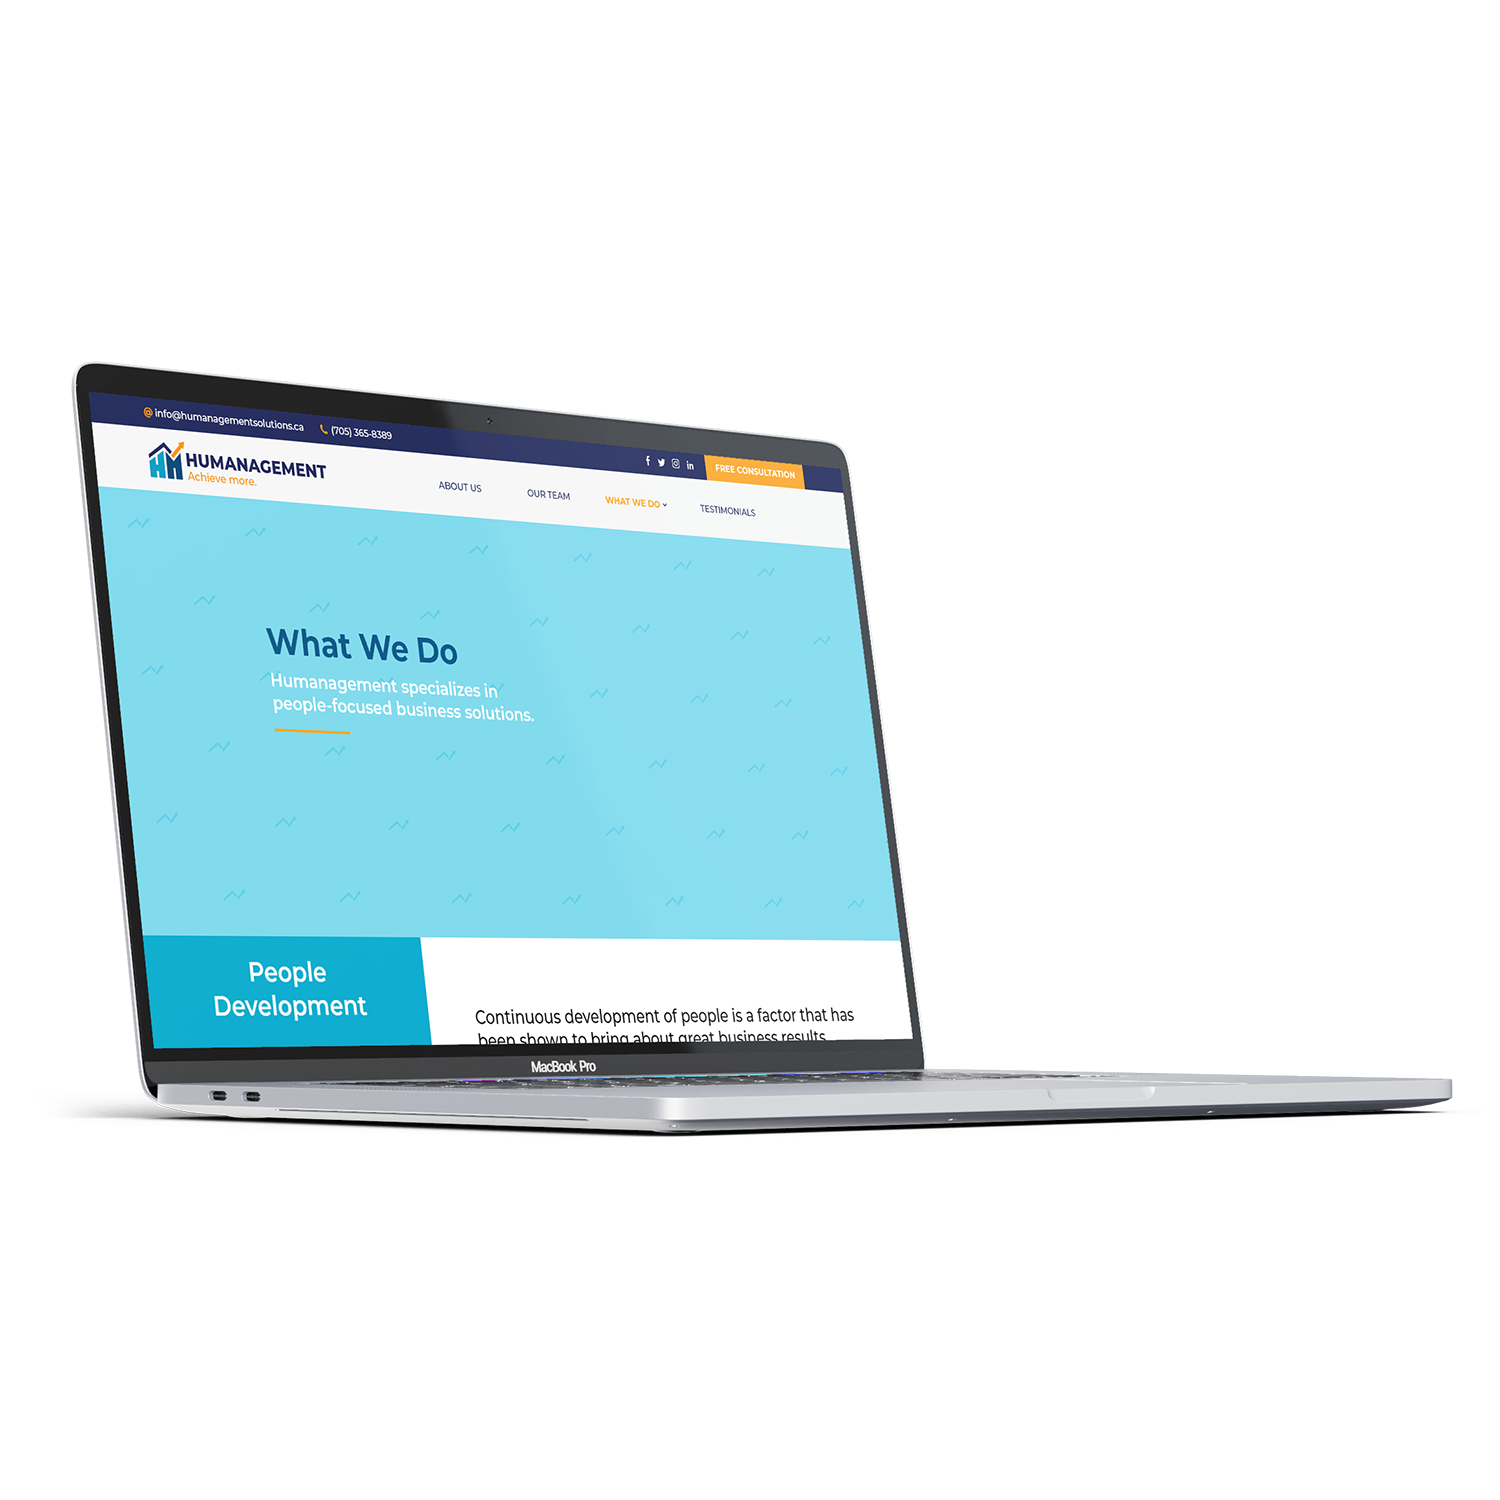 @ info@humanagementsolutions.ca (705) 365-8389
FREE CONSULTATION
HUMANAGEMENT
Achieve more.
ABOUT US OUR TEAM WHAT WE DO TESTIMONIALS
What We Do
Humanagement specializes in
people-focused business solutions.
People
Development
Continuous development of people is a factor that has
been shown to bring about great business results
MacBook Pro